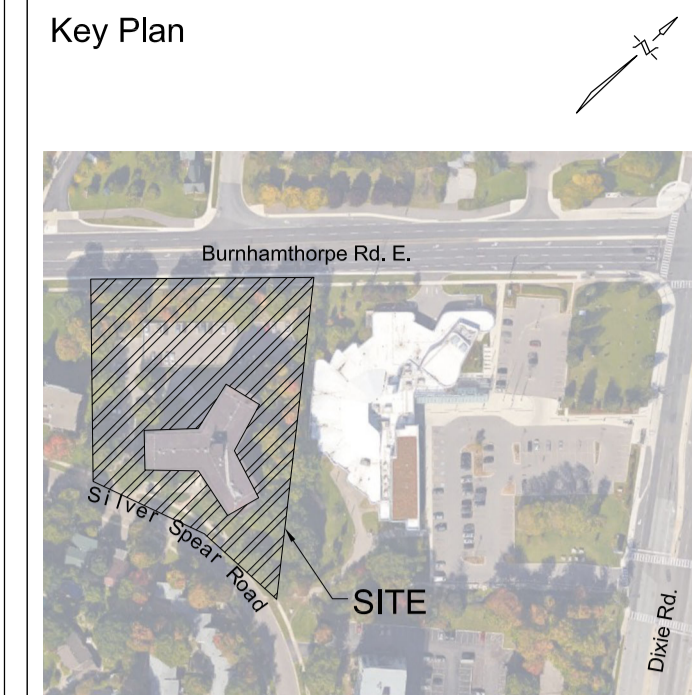 Key Plan
Burnhamthorpe Rd. E.
Silver Spear Road
SITE
Dixie Rd.